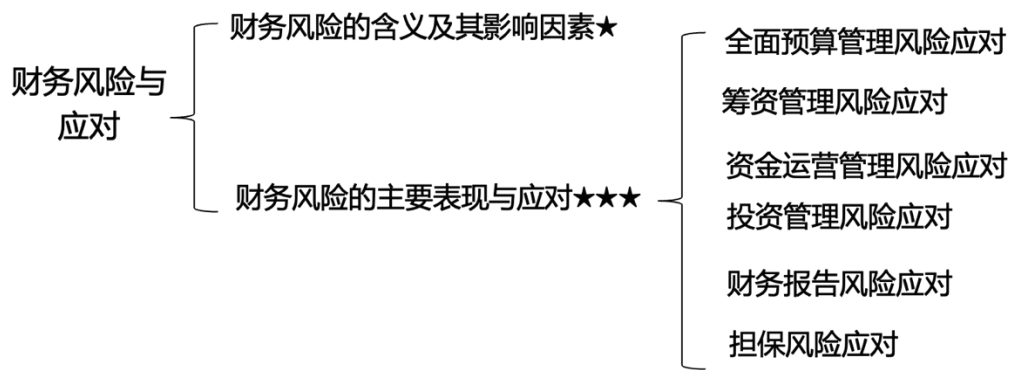 财务风险与
应对
财务风险的含义及其影响因素★
财务风险的主要表现与应对★★★
全面预算管理风险应对
筹资管理风险应对
资金运营管理风险应对
投资管理风险应对
财务报告风险应对
担保风险应对